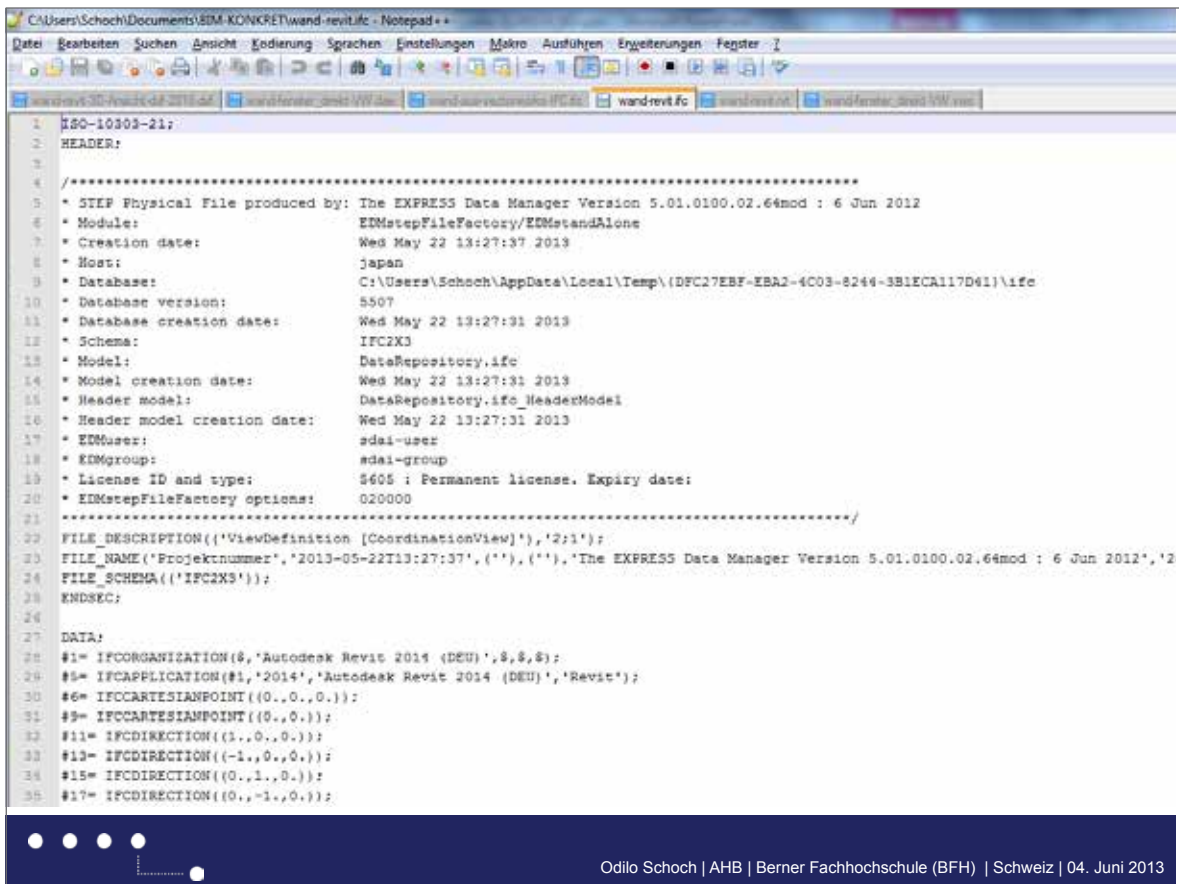 C:\Users\Schoch\Documents\BIM-KONKRET\wand-revit.ifc - Notepad++
Datei Bearbeiten Suchen Ansicht Kodierung Sprachen Einstellungen Makro Ausführen Erweiterungen Fenster ?
wand-revit.ifc
1 ISO-10303-21;
2 HEADER;
3
4 /******************************************************************************************
5 * STEP Physical File produced by: The EXPRESS Data Manager Version 5.01.0100.02.64mod : 6 Jun 2012
6 * Module: EDMstepFileFactory/EDMstandAlone
7 * Creation date: Wed May 22 13:27:37 2013
8 * Host: japan
9 * Database: C:\Users\Schoch\AppData\Local\Temp\{DFC27EBF-EBA2-4C03-8244-3B1ECA117D41}\ifc
10 * Database version: 5507
11 * Database creation date: Wed May 22 13:27:31 2013
12 * Schema: IFC2X3
13 * Model: DataRepository.ifc
14 * Model creation date: Wed May 22 13:27:31 2013
15 * Header model: DataRepository.ifc_HeaderModel
16 * Header model creation date: Wed May 22 13:27:31 2013
17 * EDMuser: sdai-user
18 * EDMgroup: sdai-group
19 * License ID and type: 5605 : Permanent license. Expiry date:
20 * EDMstepFileFactory options: 020000
21 ******************************************************************************************/
22 FILE_DESCRIPTION(('ViewDefinition [CoordinationView]'),'2;1');
23 FILE_NAME('Projektnummer','2013-05-22T13:27:37',(''),(''),'The EXPRESS Data Manager Version 5.01.0100.02.64mod : 6 Jun 2012','2
24 FILE_SCHEMA(('IFC2X3'));
25 ENDSEC;
26
27 DATA;
28 #1= IFCORGANIZATION($,'Autodesk Revit 2014 (DEU)',$,$,$);
29 #5= IFCAPPLICATION(#1,'2014','Autodesk Revit 2014 (DEU)','Revit');
30 #6= IFCCARTESIANPOINT((0.,0.,0.));
31 #9= IFCCARTESIANPOINT((0.,0.));
32 #11= IFCDIRECTION((1.,0.,0.));
33 #13= IFCDIRECTION((-1.,0.,0.));
34 #15= IFCDIRECTION((0.,1.,0.));
35 #17= IFCDIRECTION((0.,-1.,0.));
Odilo Schoch | AHB | Berner Fachhochschule (BFH) | Schweiz | 04. Juni 2013